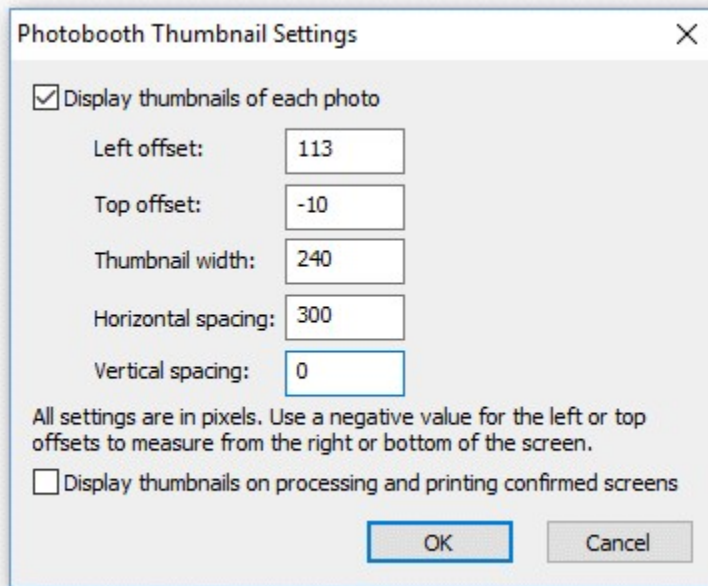 Photobooth Thumbnail Settings
Display thumbnails of each photo
Left offset: 113
Top offset: -10
Thumbnail width: 240
Horizontal spacing: 300
Vertical spacing: 0
All settings are in pixels. Use a negative value for the left or top
offsets to measure from the right or bottom of the screen.
Display thumbnails on processing and printing confirmed screens
OK Cancel